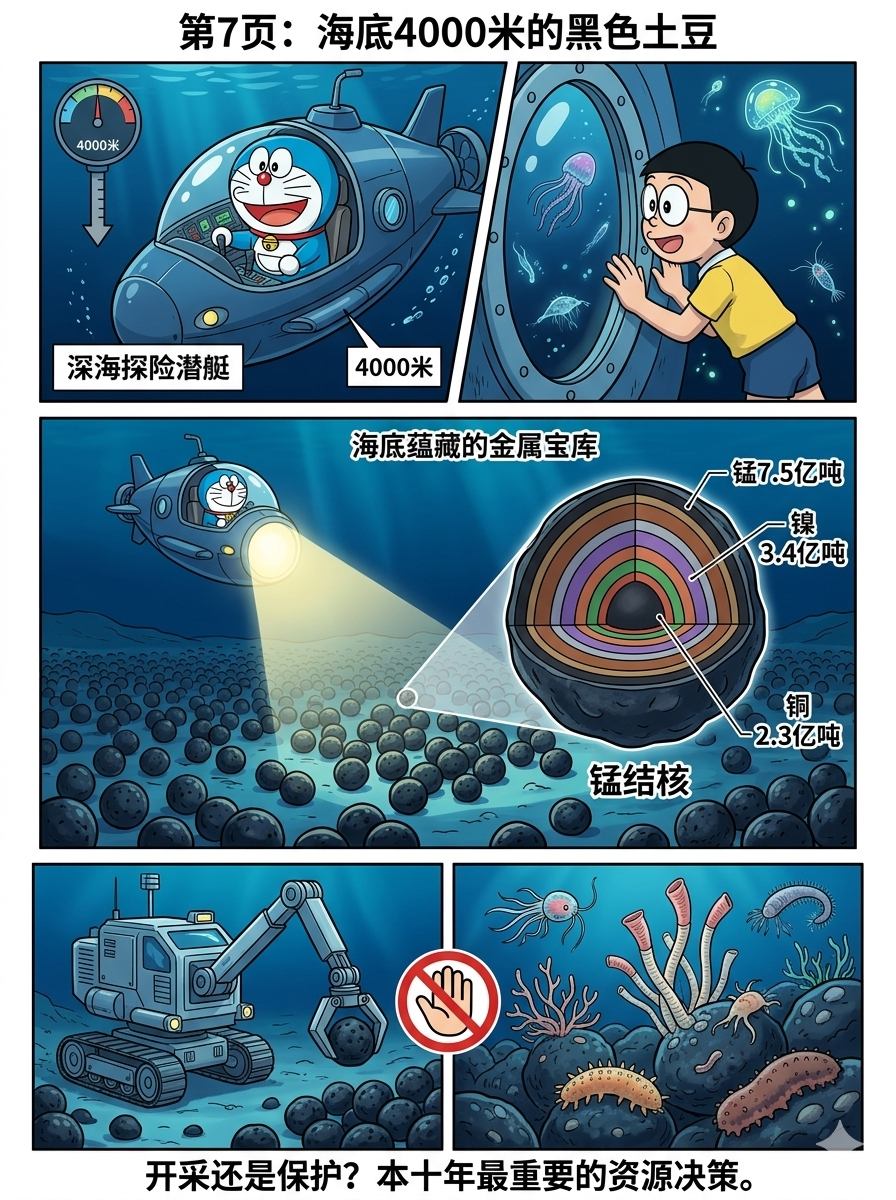 第7页：海底4000米的黑色土豆
4000米
深海探险潜艇
4000米
海底蕴藏的金属宝库
锰7.5亿吨
镍
3.4亿吨
铜
2.3亿吨
锰结核
开采还是保护？本十年最重要的资源决策。